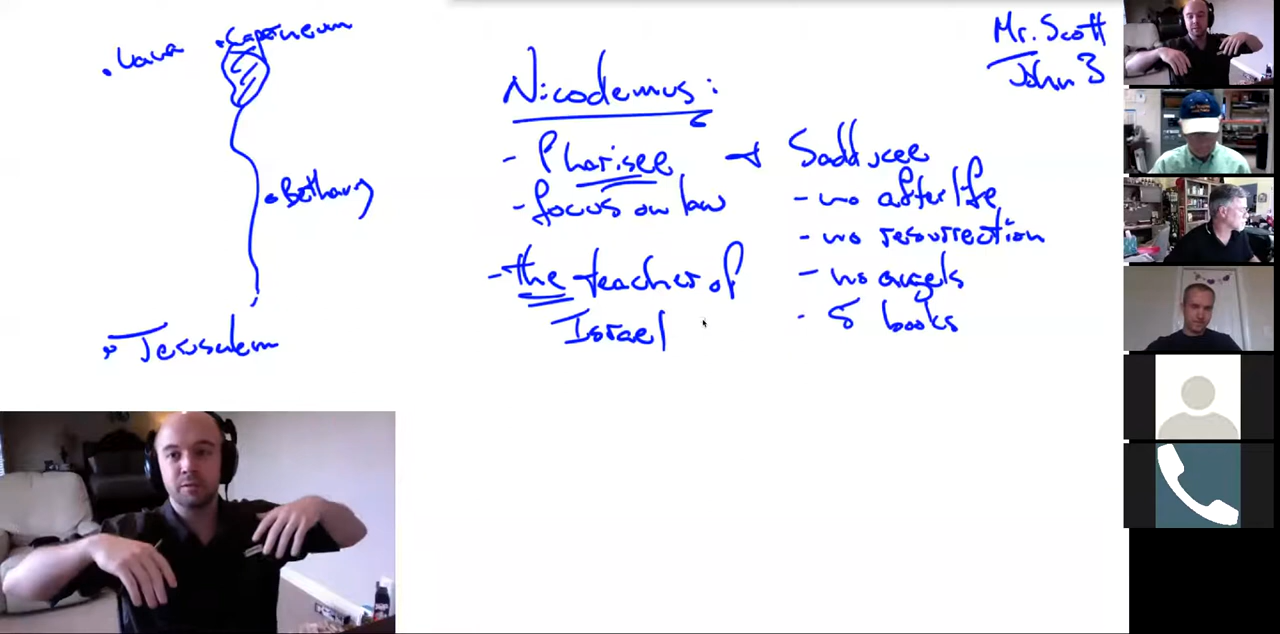 . Cana
. Caperneum
. Bethany
. Jerusalem
Mr. Scott
John 3
Nicodemus:
- Pharisee
- focus on law
- the teacher of
Israel
Sadducee
- no afterlife
- no resurrection
- no angels
- 5 books